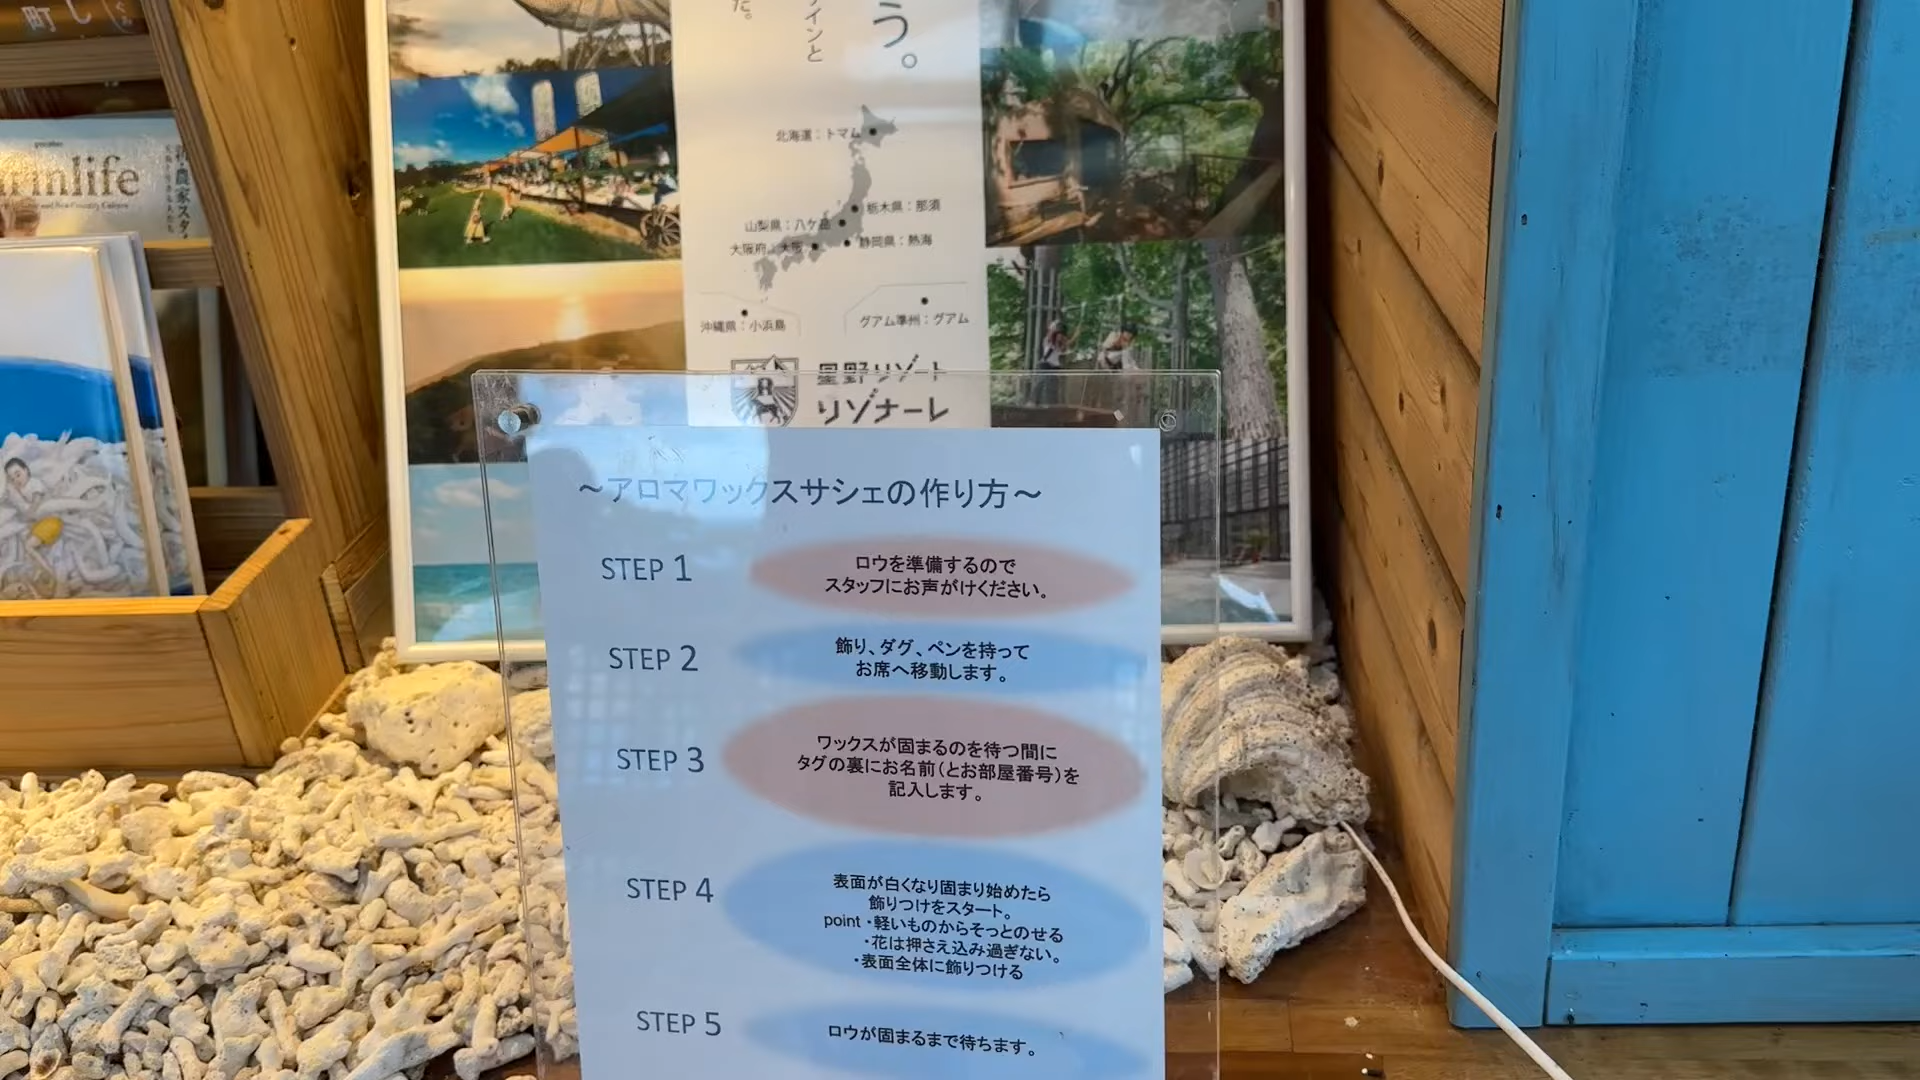 う。
インと
た。
北海道：トマム
栃木県：那須
山梨県：八ケ岳
大阪府：大阪
静岡県：熱海
沖縄県：小浜島
グアム準州：グアム
星野リゾート
リゾナーレ
～アロマワックスサシェの作り方～
STEP 1
ロウを準備するので
スタッフにお声がけください。
STEP 2
飾り、ダグ、ペンを持って
お席へ移動します。
STEP 3
ワックスが固まるのを待つ間に
タグの裏にお名前（とお部屋番号）を
記入します。
STEP 4
表面が白くなり固まり始めたら
飾りつけをスタート。
point・軽いものからそっとのせる
・花は押さえ込み過ぎない。
・表面全体に飾りつける
STEP 5
ロウが固まるまで待ちます。